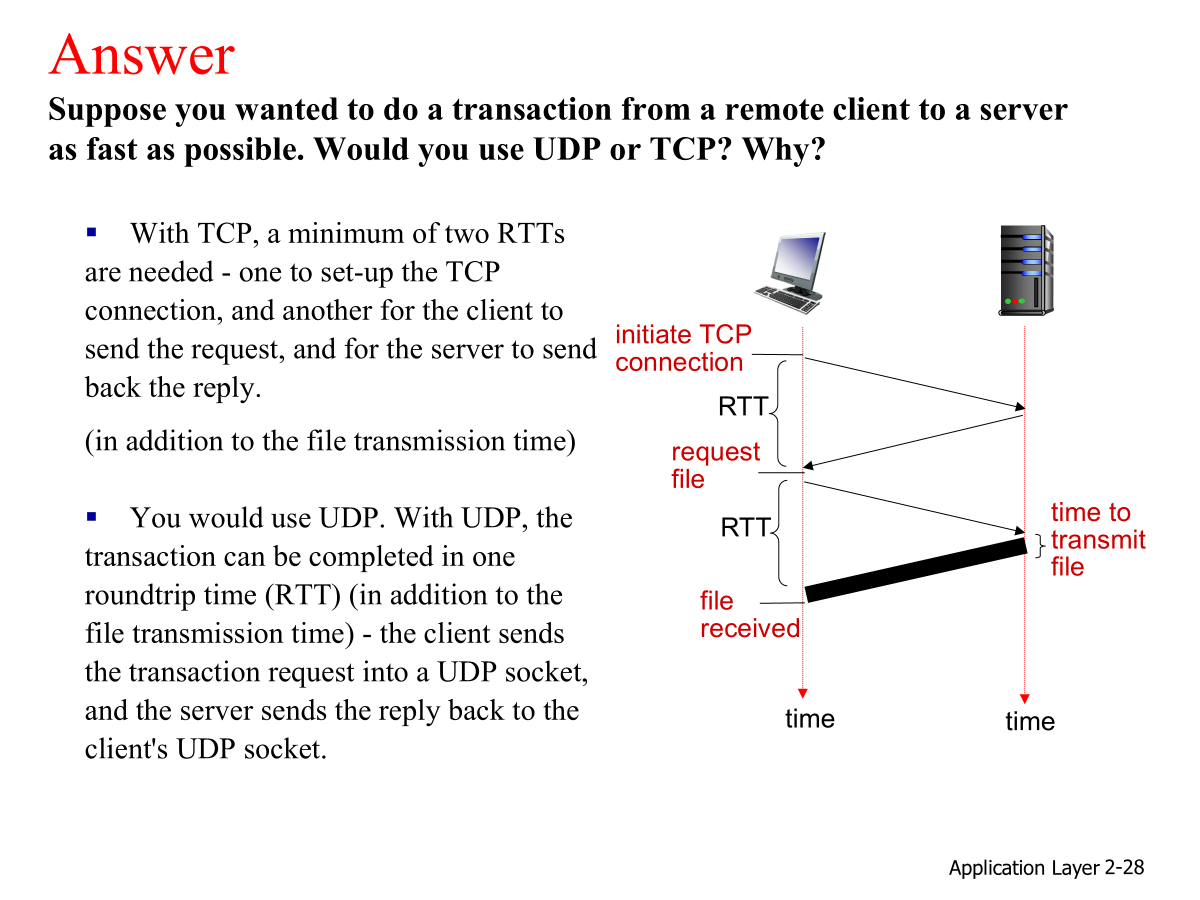 Answer
Suppose you wanted to do a transaction from a remote client to a server
as fast as possible. Would you use UDP or TCP? Why?
▪ With TCP, a minimum of two RTTs
are needed - one to set-up the TCP
connection, and another for the client to
send the request, and for the server to send
back the reply.
(in addition to the file transmission time)
▪ You would use UDP. With UDP, the
transaction can be completed in one
roundtrip time (RTT) (in addition to the
file transmission time) - the client sends
the transaction request into a UDP socket,
and the server sends the reply back to the
client's UDP socket.
initiate TCP
connection
RTT
request
file
RTT
time to
transmit
file
file
received
time
time
Application Layer 2-28